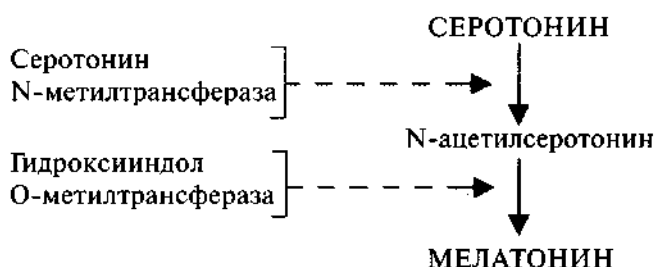 СЕРОТОНИН
Серотонин
N-метилтрансфераза
N-ацетилсеротонин
Гидроксииндол
О-метилтрансфераза
МЕЛАТОНИН